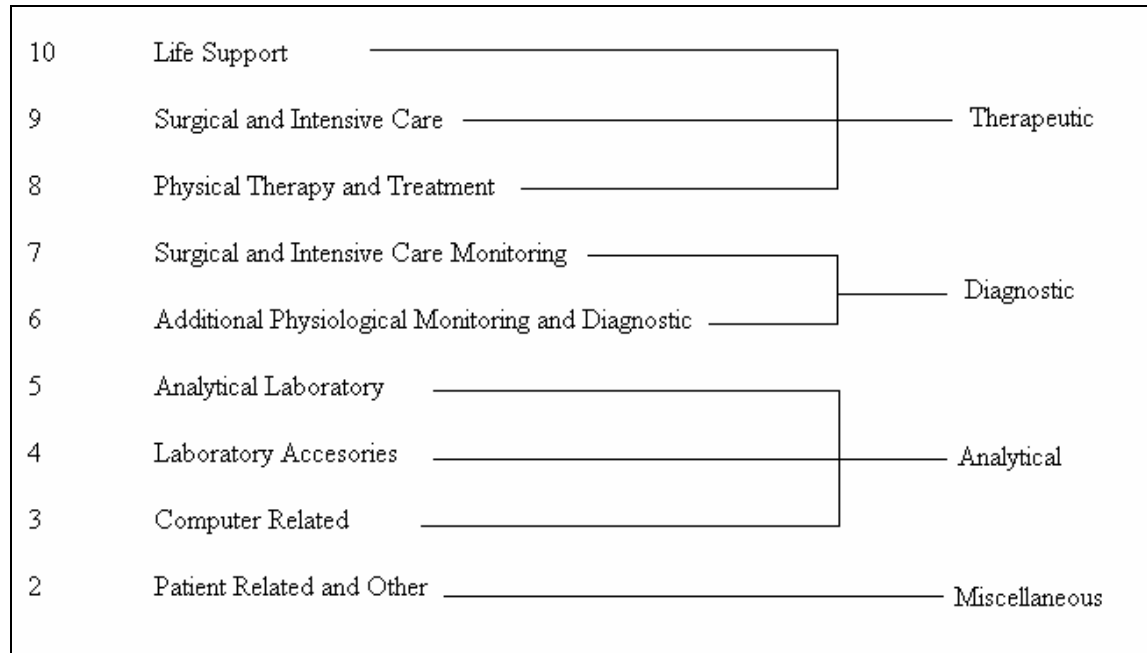 10 Life Support
9 Surgical and Intensive Care Therapeutic
8 Physical Therapy and Treatment
7 Surgical and Intensive Care Monitoring
Diagnostic
6 Additional Physiological Monitoring and Diagnostic
5 Analytical Laboratory
4 Laboratory Accesories Analytical
3 Computer Related
2 Patient Related and Other Miscellaneous